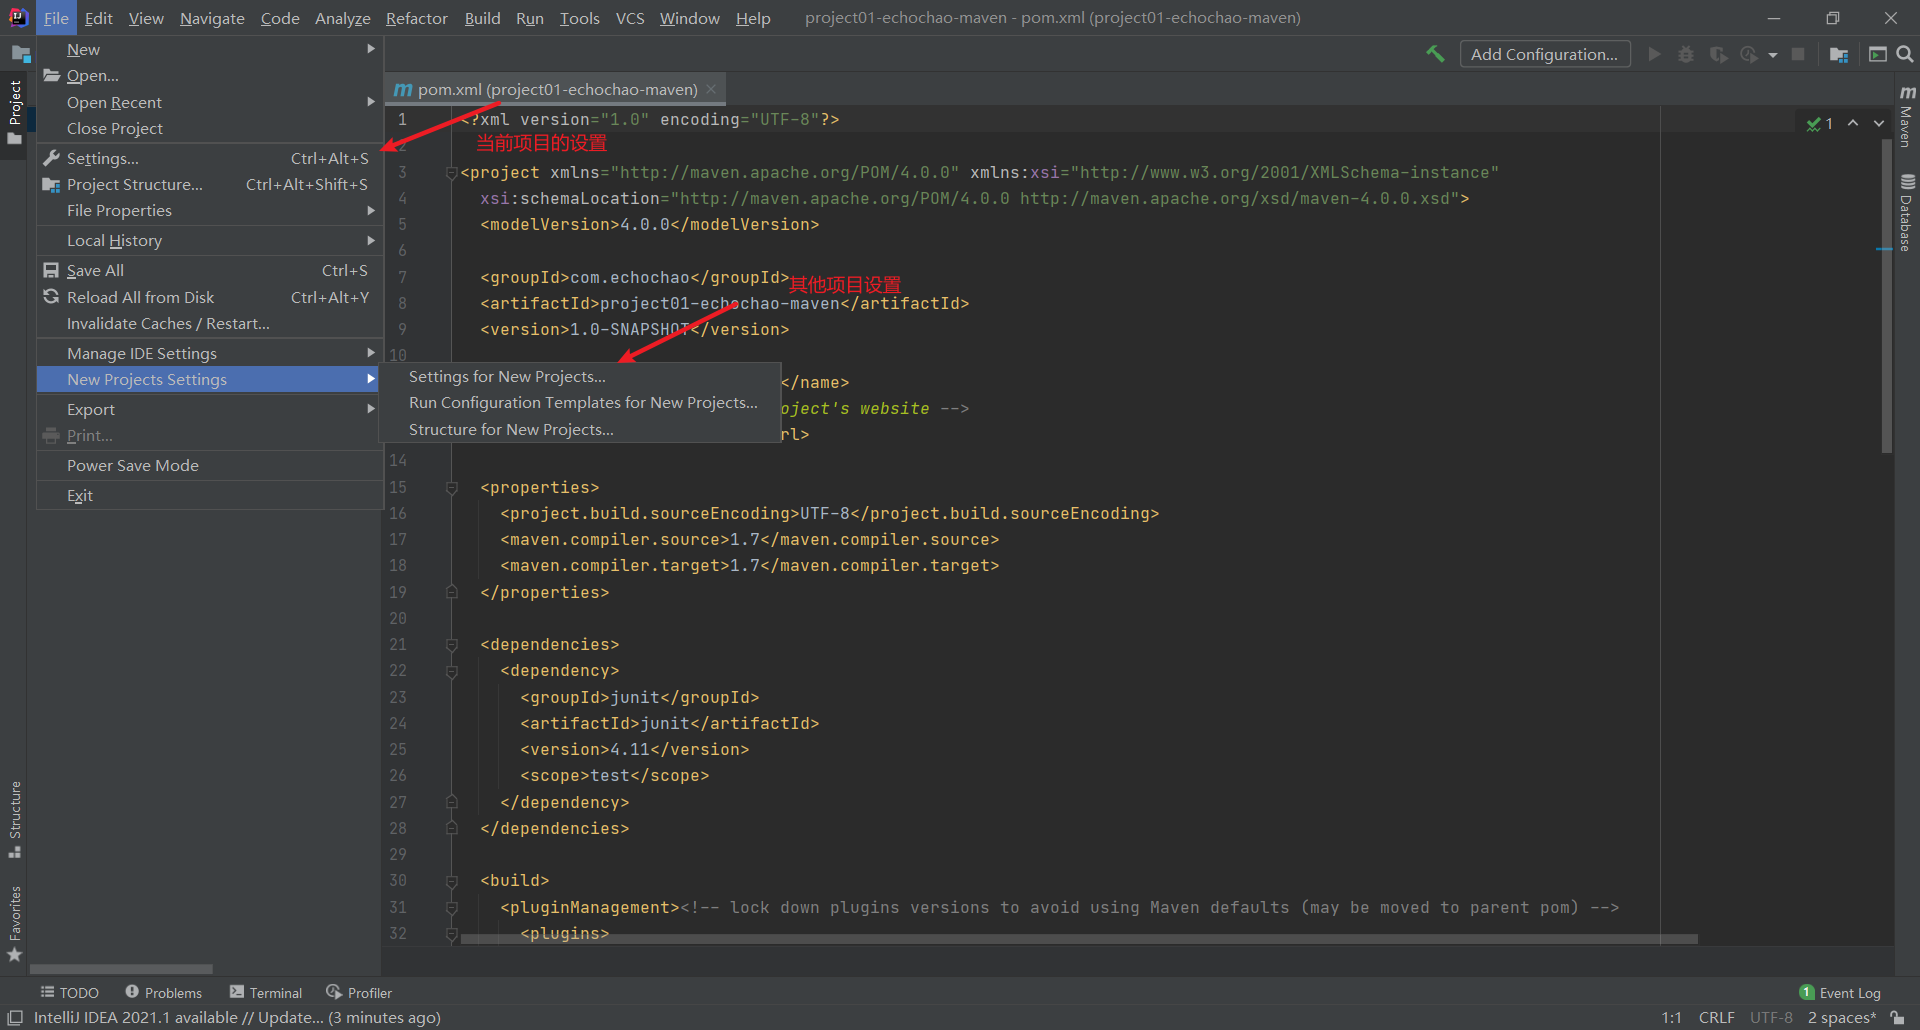 File Edit View Navigate Code Analyze Refactor Build Run Tools VCS Window Help project01-echochao-maven - pom.xml (project01-echochao-maven)
Add Configuration...
New
Open...
Open Recent
Close Project
Settings... Ctrl+Alt+S
Project Structure... Ctrl+Alt+Shift+S
File Properties
Local History
Save All Ctrl+S
Reload All from Disk Ctrl+Alt+Y
Invalidate Caches / Restart...
Manage IDE Settings
New Projects Settings
Export
Print...
Power Save Mode
Exit
Settings for New Projects...
Run Configuration Templates for New Projects...
Structure for New Projects...
Project
Structure
Favorites
pom.xml (project01-echochao-maven)
1 <?xml version="1.0" encoding="UTF-8"?>
1
2 当前项目的设置
3 <project xmlns="http://maven.apache.org/POM/4.0.0" xmlns:xsi="http://www.w3.org/2001/XMLSchema-instance"
4 xsi:schemaLocation="http://maven.apache.org/POM/4.0.0 http://maven.apache.org/xsd/maven-4.0.0.xsd">
5 <modelVersion>4.0.0</modelVersion>
6
7 <groupId>com.echochao</groupId> 其他项目设置
8 <artifactId>project01-echochao-maven</artifactId>
9 <version>1.0-SNAPSHOT</version>
10
</name>
oject's website -->
rl>
14
15 <properties>
16 <project.build.sourceEncoding>UTF-8</project.build.sourceEncoding>
17 <maven.compiler.source>1.7</maven.compiler.source>
18 <maven.compiler.target>1.7</maven.compiler.target>
19 </properties>
20
21 <dependencies>
22 <dependency>
23 <groupId>junit</groupId>
24 <artifactId>junit</artifactId>
25 <version>4.11</version>
26 <scope>test</scope>
27 </dependency>
28 </dependencies>
29
30 <build>
31 <pluginManagement><!-- lock down plugins versions to avoid using Maven defaults (may be moved to parent pom) -->
32 <plugins>
m Maven
Database
TODO Problems Terminal Profiler 1 Event Log
IntelliJ IDEA 2021.1 available // Update... (3 minutes ago) 1:1 CRLF UTF-8 2 spaces*